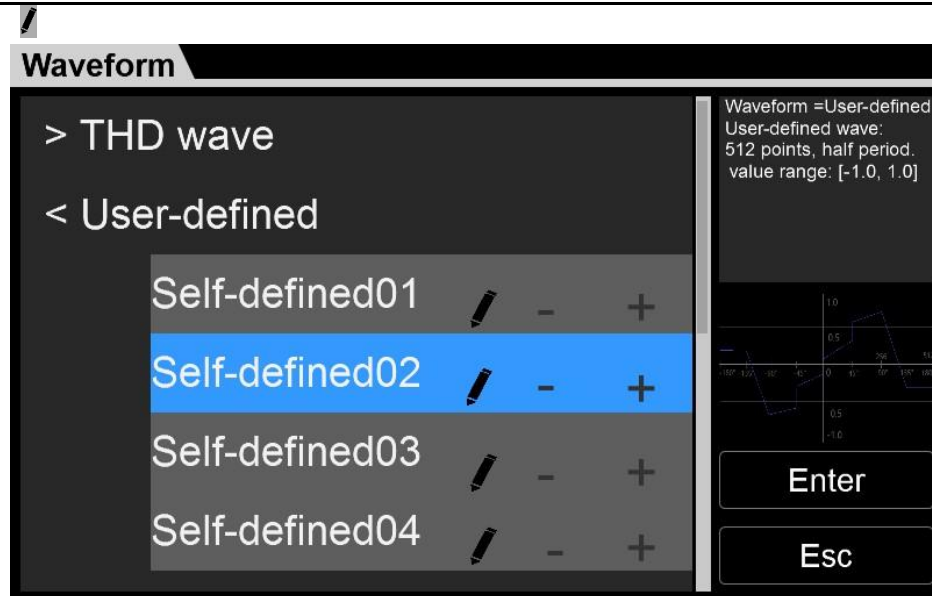 Waveform
> THD wave
< User-defined
Self-defined01 - +
Self-defined02 - +
Self-defined03 - +
Self-defined04 - +
Waveform =User-defined
User-defined wave:
512 points, half period.
value range: [-1.0, 1.0]
1.0
0.5
256
0
0.5
-1.0
Enter
Esc